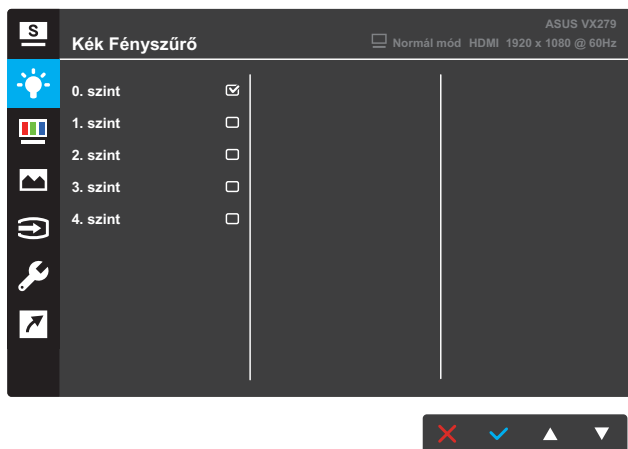 S
ASUS VX279
Kék Fényszűrő
Normál mód HDMI 1920 x 1080 @ 60Hz
0. szint
1. szint
2. szint
3. szint
4. szint